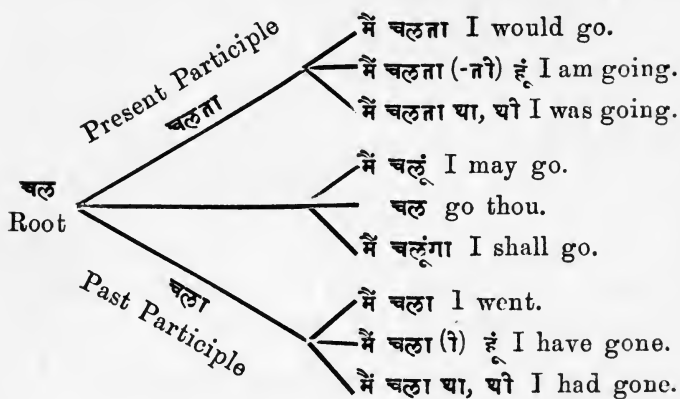 Present Participle
चलता
मैं चलता I would go.
मैं चलता (-ती) हूं I am going.
मैं चलता था, थी I was going.
चल
Root
मैं चलूं I may go.
चल go thou.
मैं चलूंगा I shall go.
चला
Past Participle
मैं चला I went.
मैं चला (ी) हूं I have gone.
मैं चला था, थी I had gone.